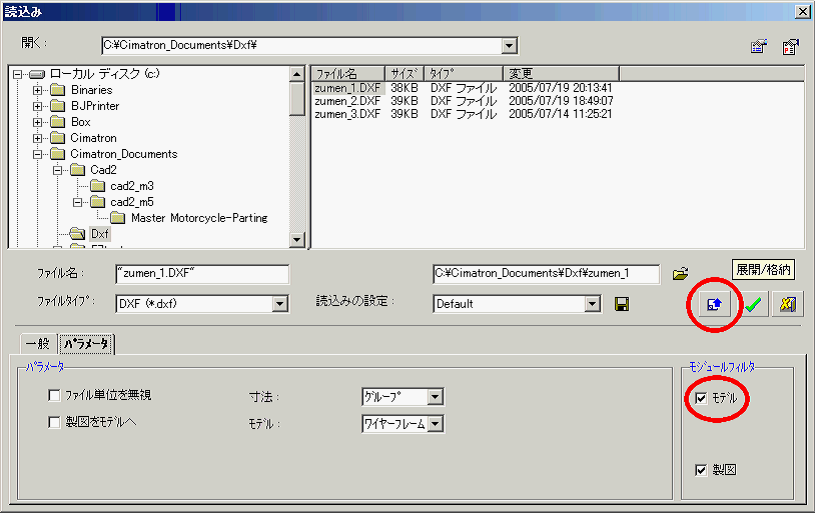 読込み
開く:
C:¥Cimatron_Documents¥Dxf¥
ローカル ディスク (c:)
Binaries
BJPrinter
Box
Cimatron
Cimatron_Documents
Cad2
cad2_m3
cad2_m5
Master Motorcycle-Parting
Dxf
ﾌｧｲﾙ名 ｻｲｽﾞ ﾀｲﾌﾟ 変更
zumen_1.DXF 38KB DXF ファイル 2005/07/19 20:13:41
zumen_2.DXF 39KB DXF ファイル 2005/07/19 18:49:07
zumen_3.DXF 39KB DXF ファイル 2005/07/14 11:25:21
ﾌｧｲﾙ名: "zumen_1.DXF" C:¥Cimatron_Documents¥Dxf¥zumen_1
展開/格納
ﾌｧｲﾙﾀｲﾌﾟ: DXF (*.dxf) 読込みの設定: Default
一般 ﾊﾟﾗﾒｰﾀ
ﾊﾟﾗﾒｰﾀ ﾓｼﾞｭｰﾙﾌｨﾙﾀ
ﾌｧｲﾙ単位を無視 寸法: ｸﾞﾙｰﾌﾟ ﾓﾃﾞﾙ
製図をﾓﾃﾞﾙへ ﾓﾃﾞﾙ: ﾜｲﾔｰﾌﾚｰﾑ
製図